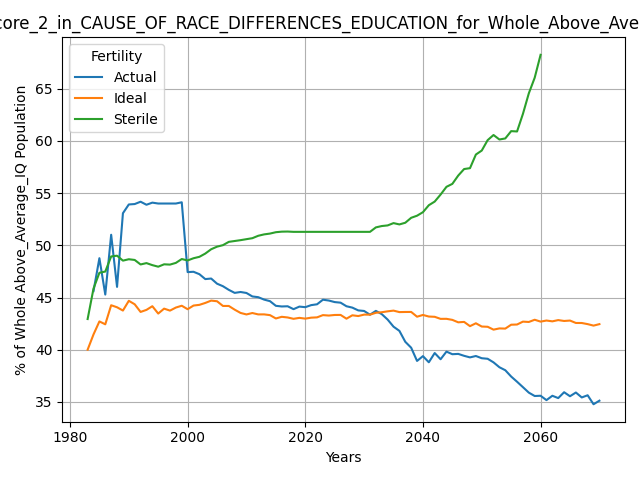 core_2_in_CAUSE_OF_RACE_DIFFERENCES_EDUCATION_for_Whole_Above_Ave
Fertility
Actual
Ideal
Sterile
% of Whole Above_Average_IQ Population
65
60
55
50
45
40
35
1980
2000
2020
2040
2060
Years